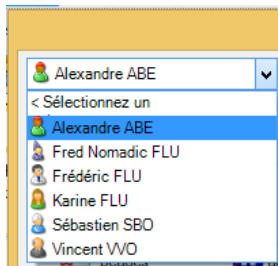 Alexandre ABE
< Sélectionnez un
Alexandre ABE
Fred Nomadic FLU
Frédéric FLU
Karine FLU
Sébastien SBO
Vincent VVO